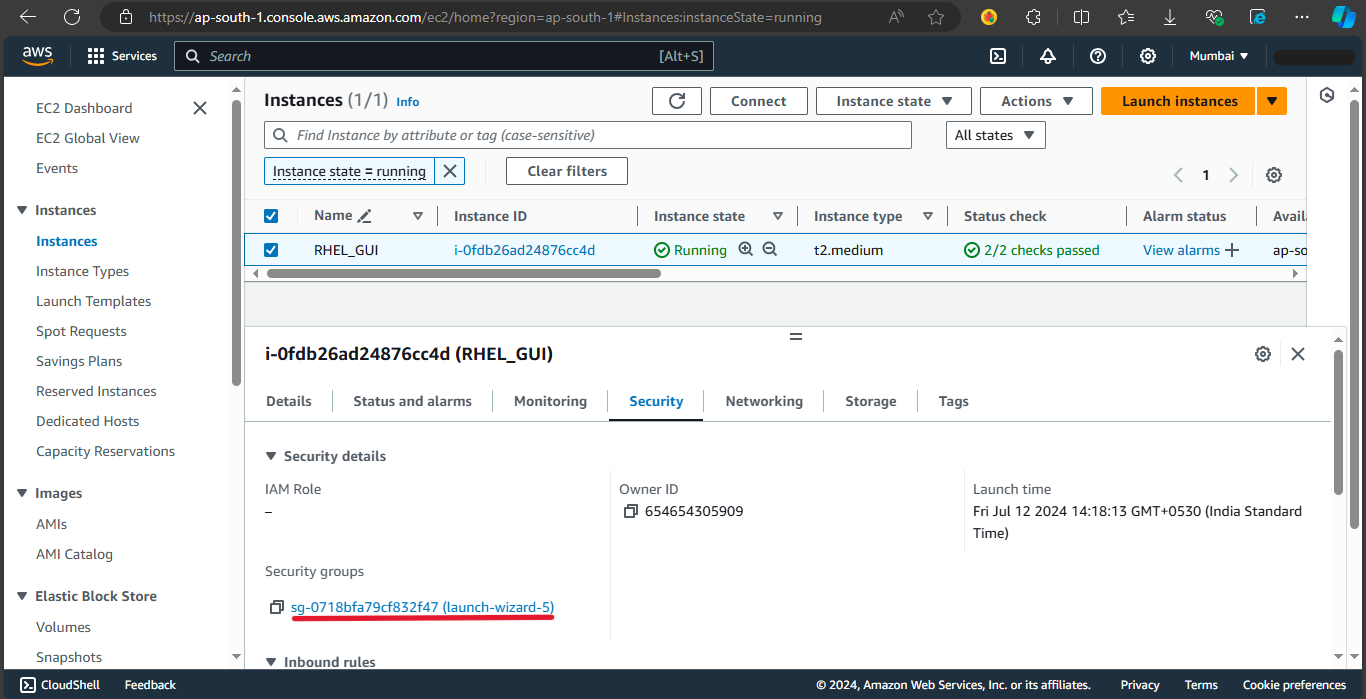 https://ap-south-1.console.aws.amazon.com/ec2/home?region=ap-south-1#Instances:instanceState=running
aws Services Search [Alt+S] Mumbai
EC2 Dashboard
EC2 Global View
Events
Instances
Instances
Instance Types
Launch Templates
Spot Requests
Savings Plans
Reserved Instances
Dedicated Hosts
Capacity Reservations
Images
AMIs
AMI Catalog
Elastic Block Store
Volumes
Snapshots
Instances (1/1) Info Connect Instance state Actions Launch instances
Find Instance by attribute or tag (case-sensitive) All states
Instance state = running Clear filters
1
Name Instance ID Instance state Instance type Status check Alarm status Availa
RHEL_GUI i-0fdb26ad24876cc4d Running t2.medium 2/2 checks passed View alarms ap-so
i-0fdb26ad24876cc4d (RHEL_GUI)
Details Status and alarms Monitoring Security Networking Storage Tags
Security details
IAM Role
–
Owner ID
654654305909
Launch time
Fri Jul 12 2024 14:18:13 GMT+0530 (India Standard
Time)
Security groups
sg-0718bfa79cf832f47 (launch-wizard-5)
Inbound rules
CloudShell Feedback © 2024, Amazon Web Services, Inc. or its affiliates. Privacy Terms Cookie preferences